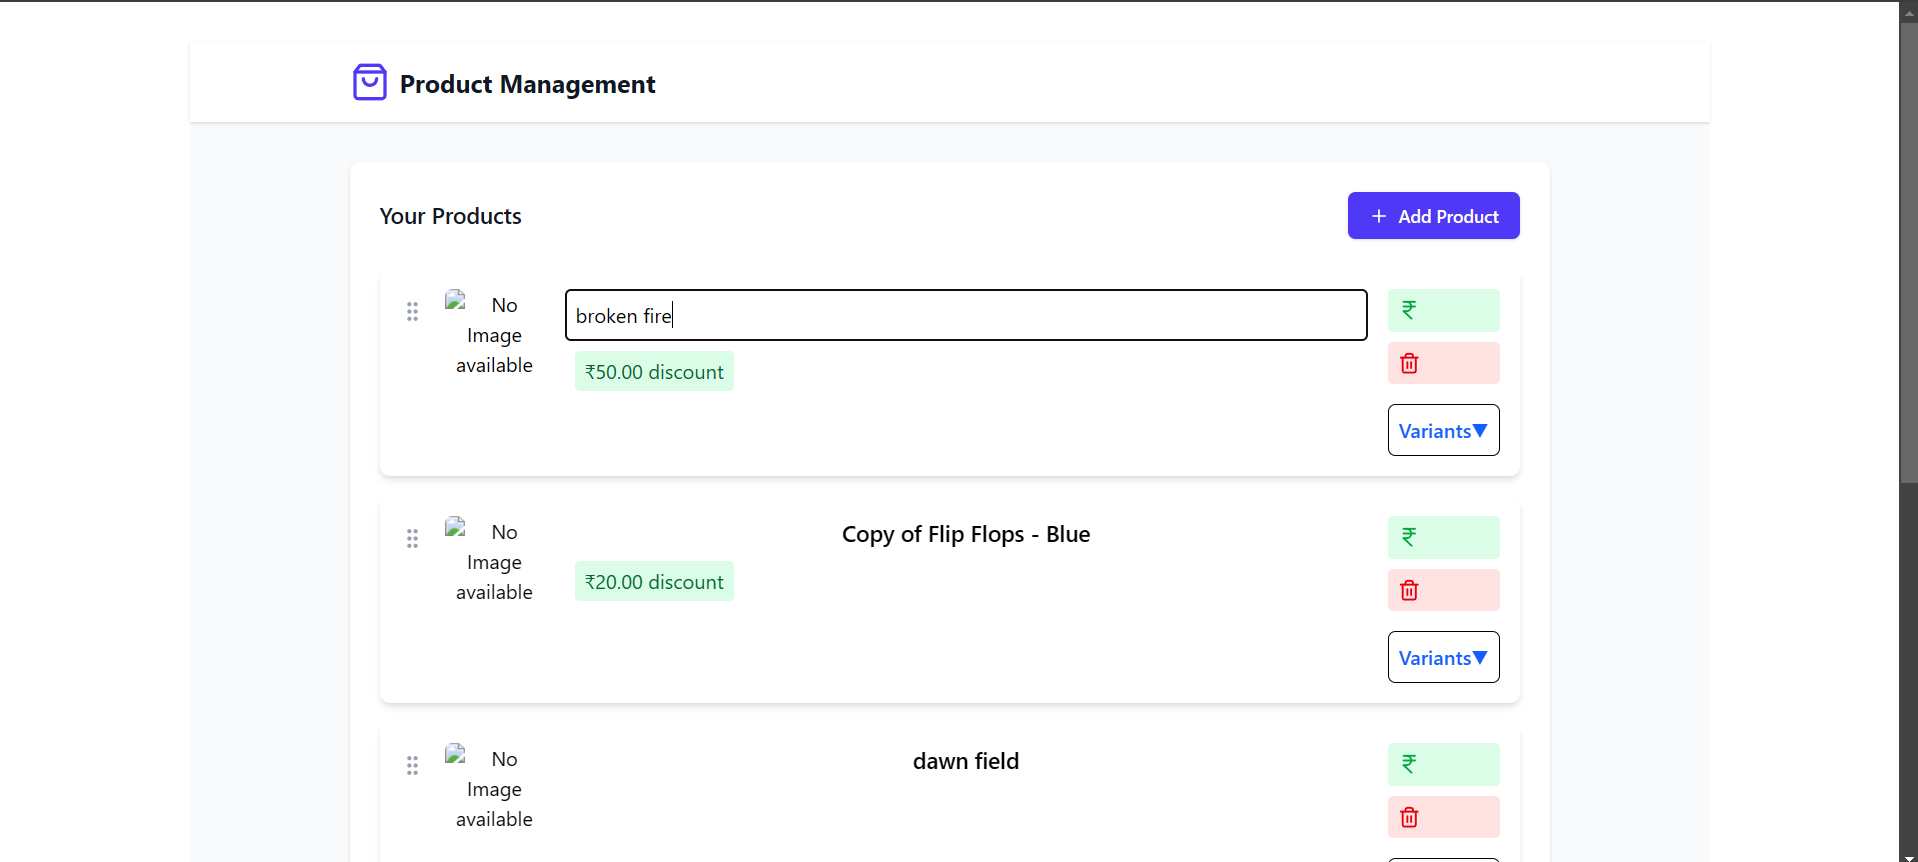 Product Management
Your Products
+ Add Product
No
Image
available
broken fire
₹50.00 discount
₹
Variants▼
No
Image
available
Copy of Flip Flops - Blue
₹20.00 discount
₹
Variants▼
No
Image
available
dawn field
₹